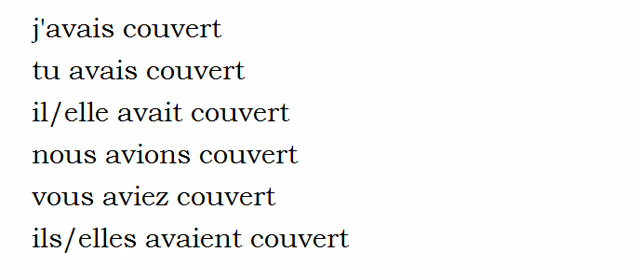 j'avais couvert
tu avais couvert
il/elle avait couvert
nous avions couvert
vous aviez couvert
ils/elles avaient couvert